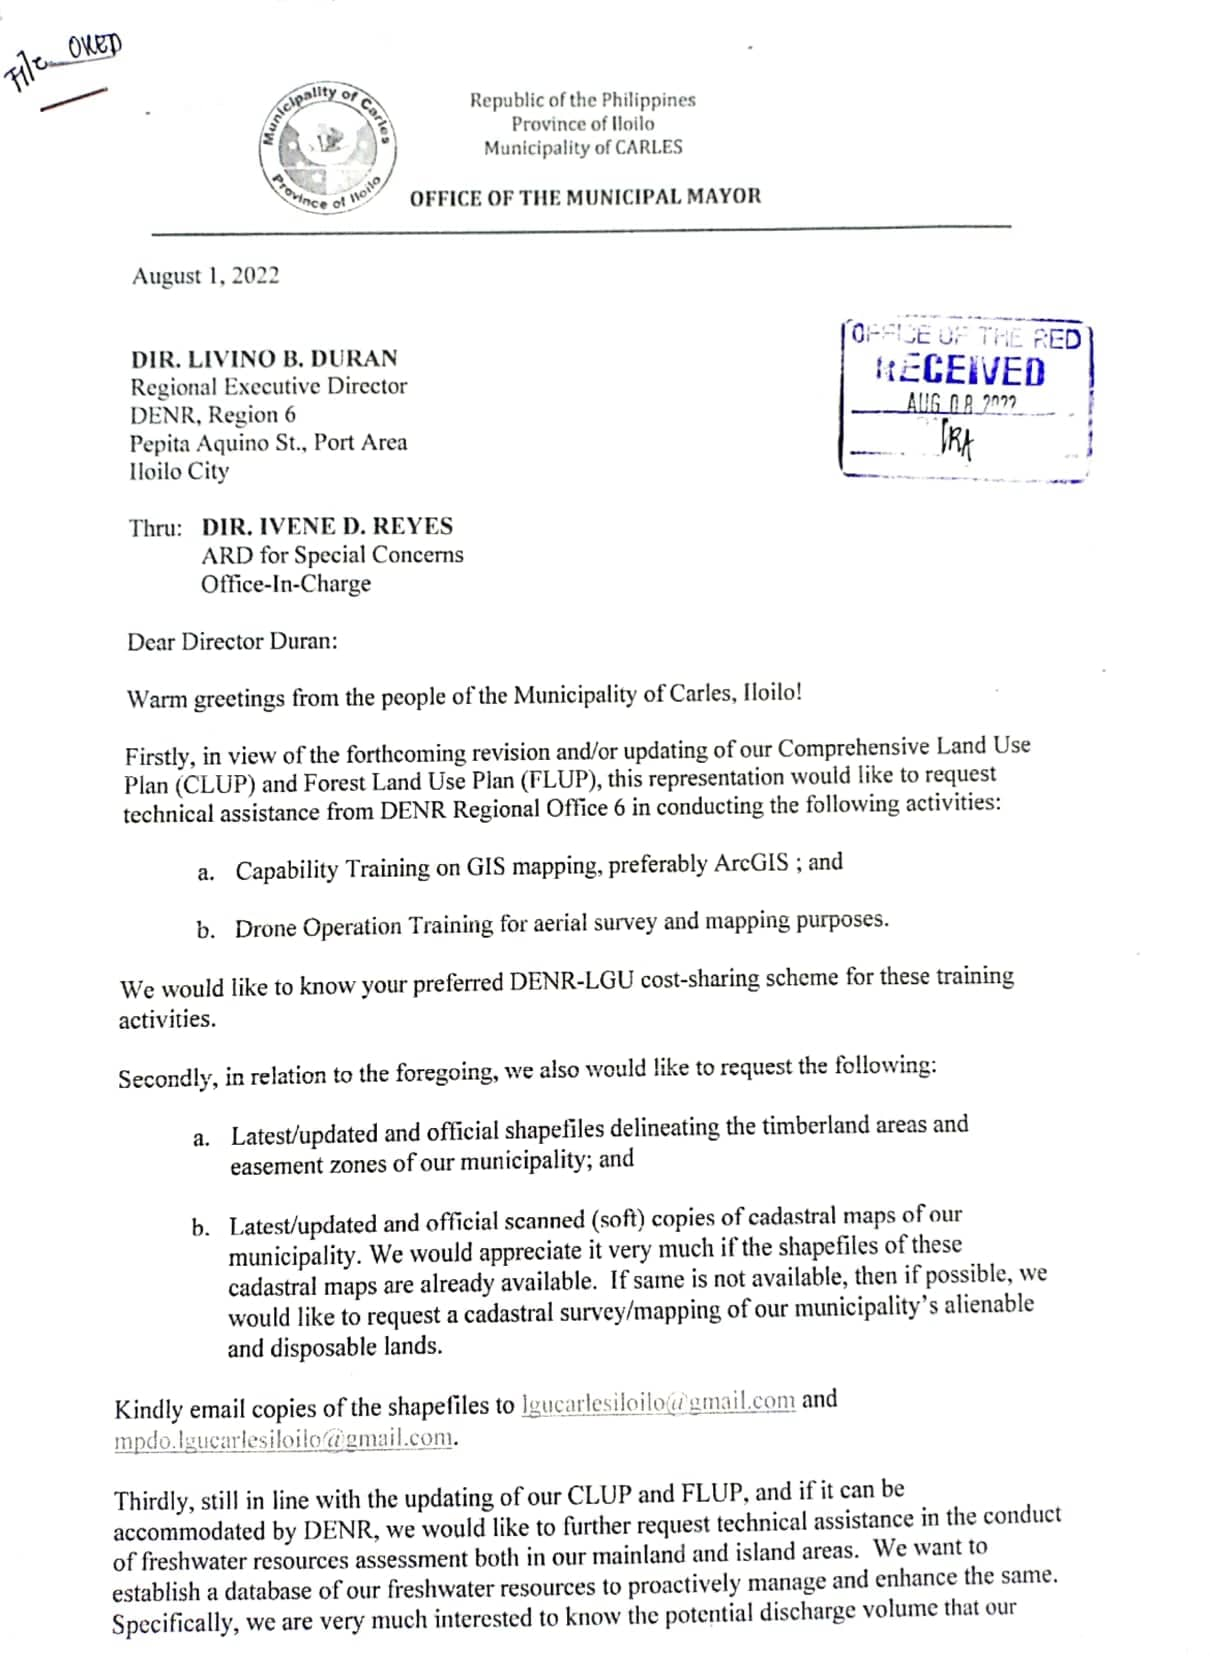 File ORED
Municipality of Carles
Province of Iloilo
Republic of the Philippines
Province of Iloilo
Municipality of CARLES
OFFICE OF THE MUNICIPAL MAYOR
August 1, 2022
OFFICE OF THE RED
RECEIVED
AUG 08 2022
DIR. LIVINO B. DURAN
Regional Executive Director
DENR, Region 6
Pepita Aquino St., Port Area
Iloilo City
Thru: DIR. IVENE D. REYES
ARD for Special Concerns
Office-In-Charge
Dear Director Duran:
Warm greetings from the people of the Municipality of Carles, Iloilo!
Firstly, in view of the forthcoming revision and/or updating of our Comprehensive Land Use
Plan (CLUP) and Forest Land Use Plan (FLUP), this representation would like to request
technical assistance from DENR Regional Office 6 in conducting the following activities:
a. Capability Training on GIS mapping, preferably ArcGIS ; and
b. Drone Operation Training for aerial survey and mapping purposes.
We would like to know your preferred DENR-LGU cost-sharing scheme for these training
activities.
Secondly, in relation to the foregoing, we also would like to request the following:
a. Latest/updated and official shapefiles delineating the timberland areas and
easement zones of our municipality; and
b. Latest/updated and official scanned (soft) copies of cadastral maps of our
municipality. We would appreciate it very much if the shapefiles of these
cadastral maps are already available. If same is not available, then if possible, we
would like to request a cadastral survey/mapping of our municipality's alienable
and disposable lands.
Kindly email copies of the shapefiles to lgucarlesiloilo@gmail.com and
mpdo.lgucarlesiloilo@gmail.com.
Thirdly, still in line with the updating of our CLUP and FLUP, and if it can be
accommodated by DENR, we would like to further request technical assistance in the conduct
of freshwater resources assessment both in our mainland and island areas. We want to
establish a database of our freshwater resources to proactively manage and enhance the same.
Specifically, we are very much interested to know the potential discharge volume that our